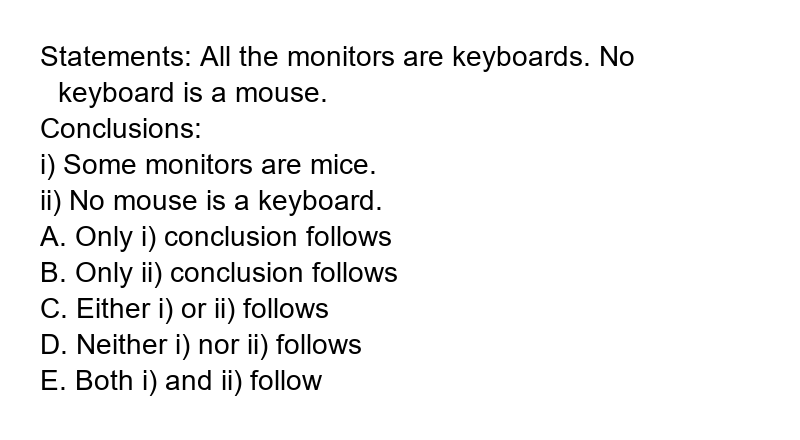 Statements: All the monitors are keyboards. No
keyboard is a mouse.
Conclusions:
i) Some monitors are mice.
ii) No mouse is a keyboard.
A. Only i) conclusion follows
B. Only ii) conclusion follows
C. Either i) or ii) follows
D. Neither i) nor ii) follows
E. Both i) and ii) follow